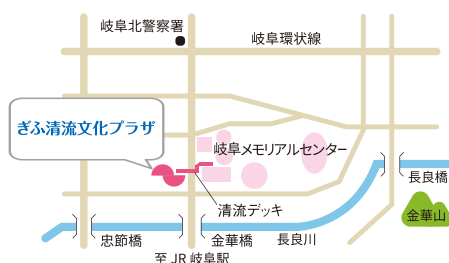 岐阜北警察署
岐阜環状線
ぎふ清流文化プラザ
岐阜メモリアルセンター
長良橋
清流デッキ
金華山
忠節橋
金華橋
長良川
至 JR 岐阜駅